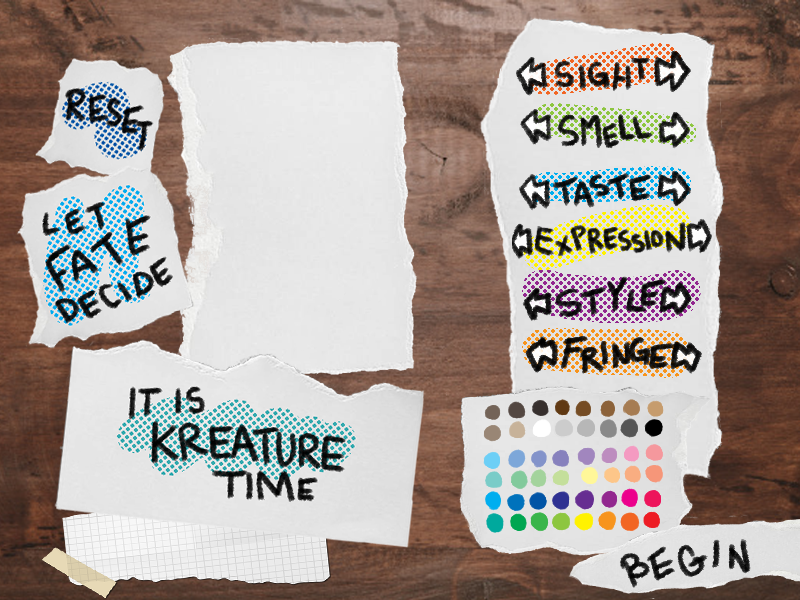 RESET
LET
FATE
DECIDE
IT IS
KREATURE
TIME
SIGHT
SMELL
TASTE
EXPRESSION
STYLE
FRINGE
BEGIN